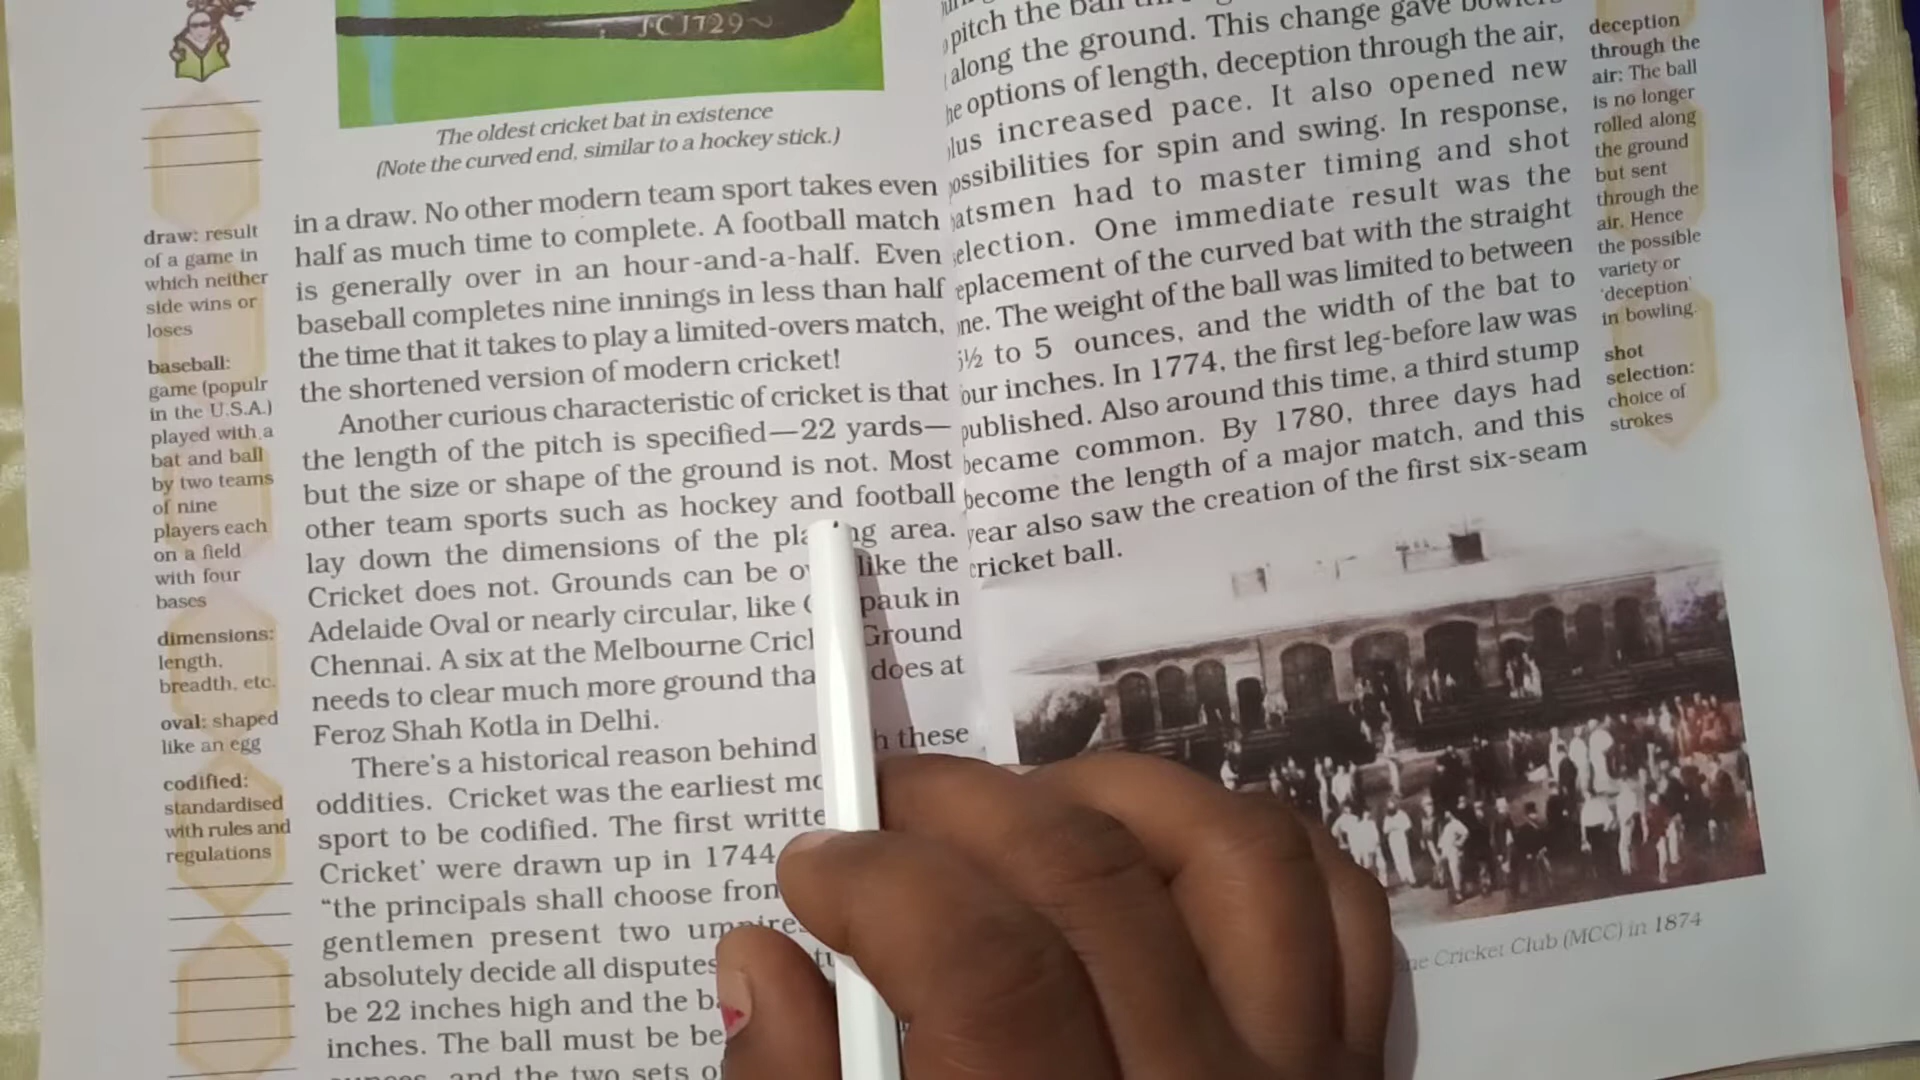 J.C 1729
The oldest cricket bat in existence
(Note the curved end, similar to a hockey stick.)
draw: result
of a game in
which neither
side wins or
loses
baseball:
game (populr
in the U.S.A.)
played with a
bat and ball
by two teams
of nine
players each
on a field
with four
bases
dimensions:
length,
breadth, etc.
oval: shaped
like an egg
codified:
standardised
with rules and
regulations
in a draw. No other modern team sport takes even
half as much time to complete. A football match
is generally over in an hour-and-a-half. Even
baseball completes nine innings in less than half
the time that it takes to play a limited-overs match,
the shortened version of modern cricket!
Another curious characteristic of cricket is that
the length of the pitch is specified—22 yards—
but the size or shape of the ground is not. Most
other team sports such as hockey and football
lay down the dimensions of the area.
Cricket does not. Grounds can be like the
Adelaide Oval or nearly circular, like in
Chennai. A six at the Melbourne Ground
needs to clear much more ground does at
Feroz Shah Kotla in Delhi.
There's a historical reason behind these
oddities. Cricket was the earliest
sport to be codified. The first
Cricket' were drawn up in 1744
“the principals shall choose
gentlemen present two
absolutely decide all disputes
be 22 inches high and the
inches. The ball must be
and the two sets
pitch the
along the ground. This change gave
options of length, deception through the air,
increased pace. It also opened new
for spin and swing. In response,
had to master timing and shot
One immediate result was the
of the curved bat with the straight
The weight of the ball was limited to between
to 5 ounces, and the width of the bat to
inches. In 1774, the first leg-before law was
published. Also around this time, a third stump
became common. By 1780, three days had
become the length of a major match, and this
year also saw the creation of the first six-seam
cricket ball.
deception
through the
air: The ball
is no longer
rolled along
the ground
but sent
through the
air. Hence
the possible
variety or
'deception'
in bowling.
shot
selection:
choice of
strokes
Cricket Club (MCC) in 1874